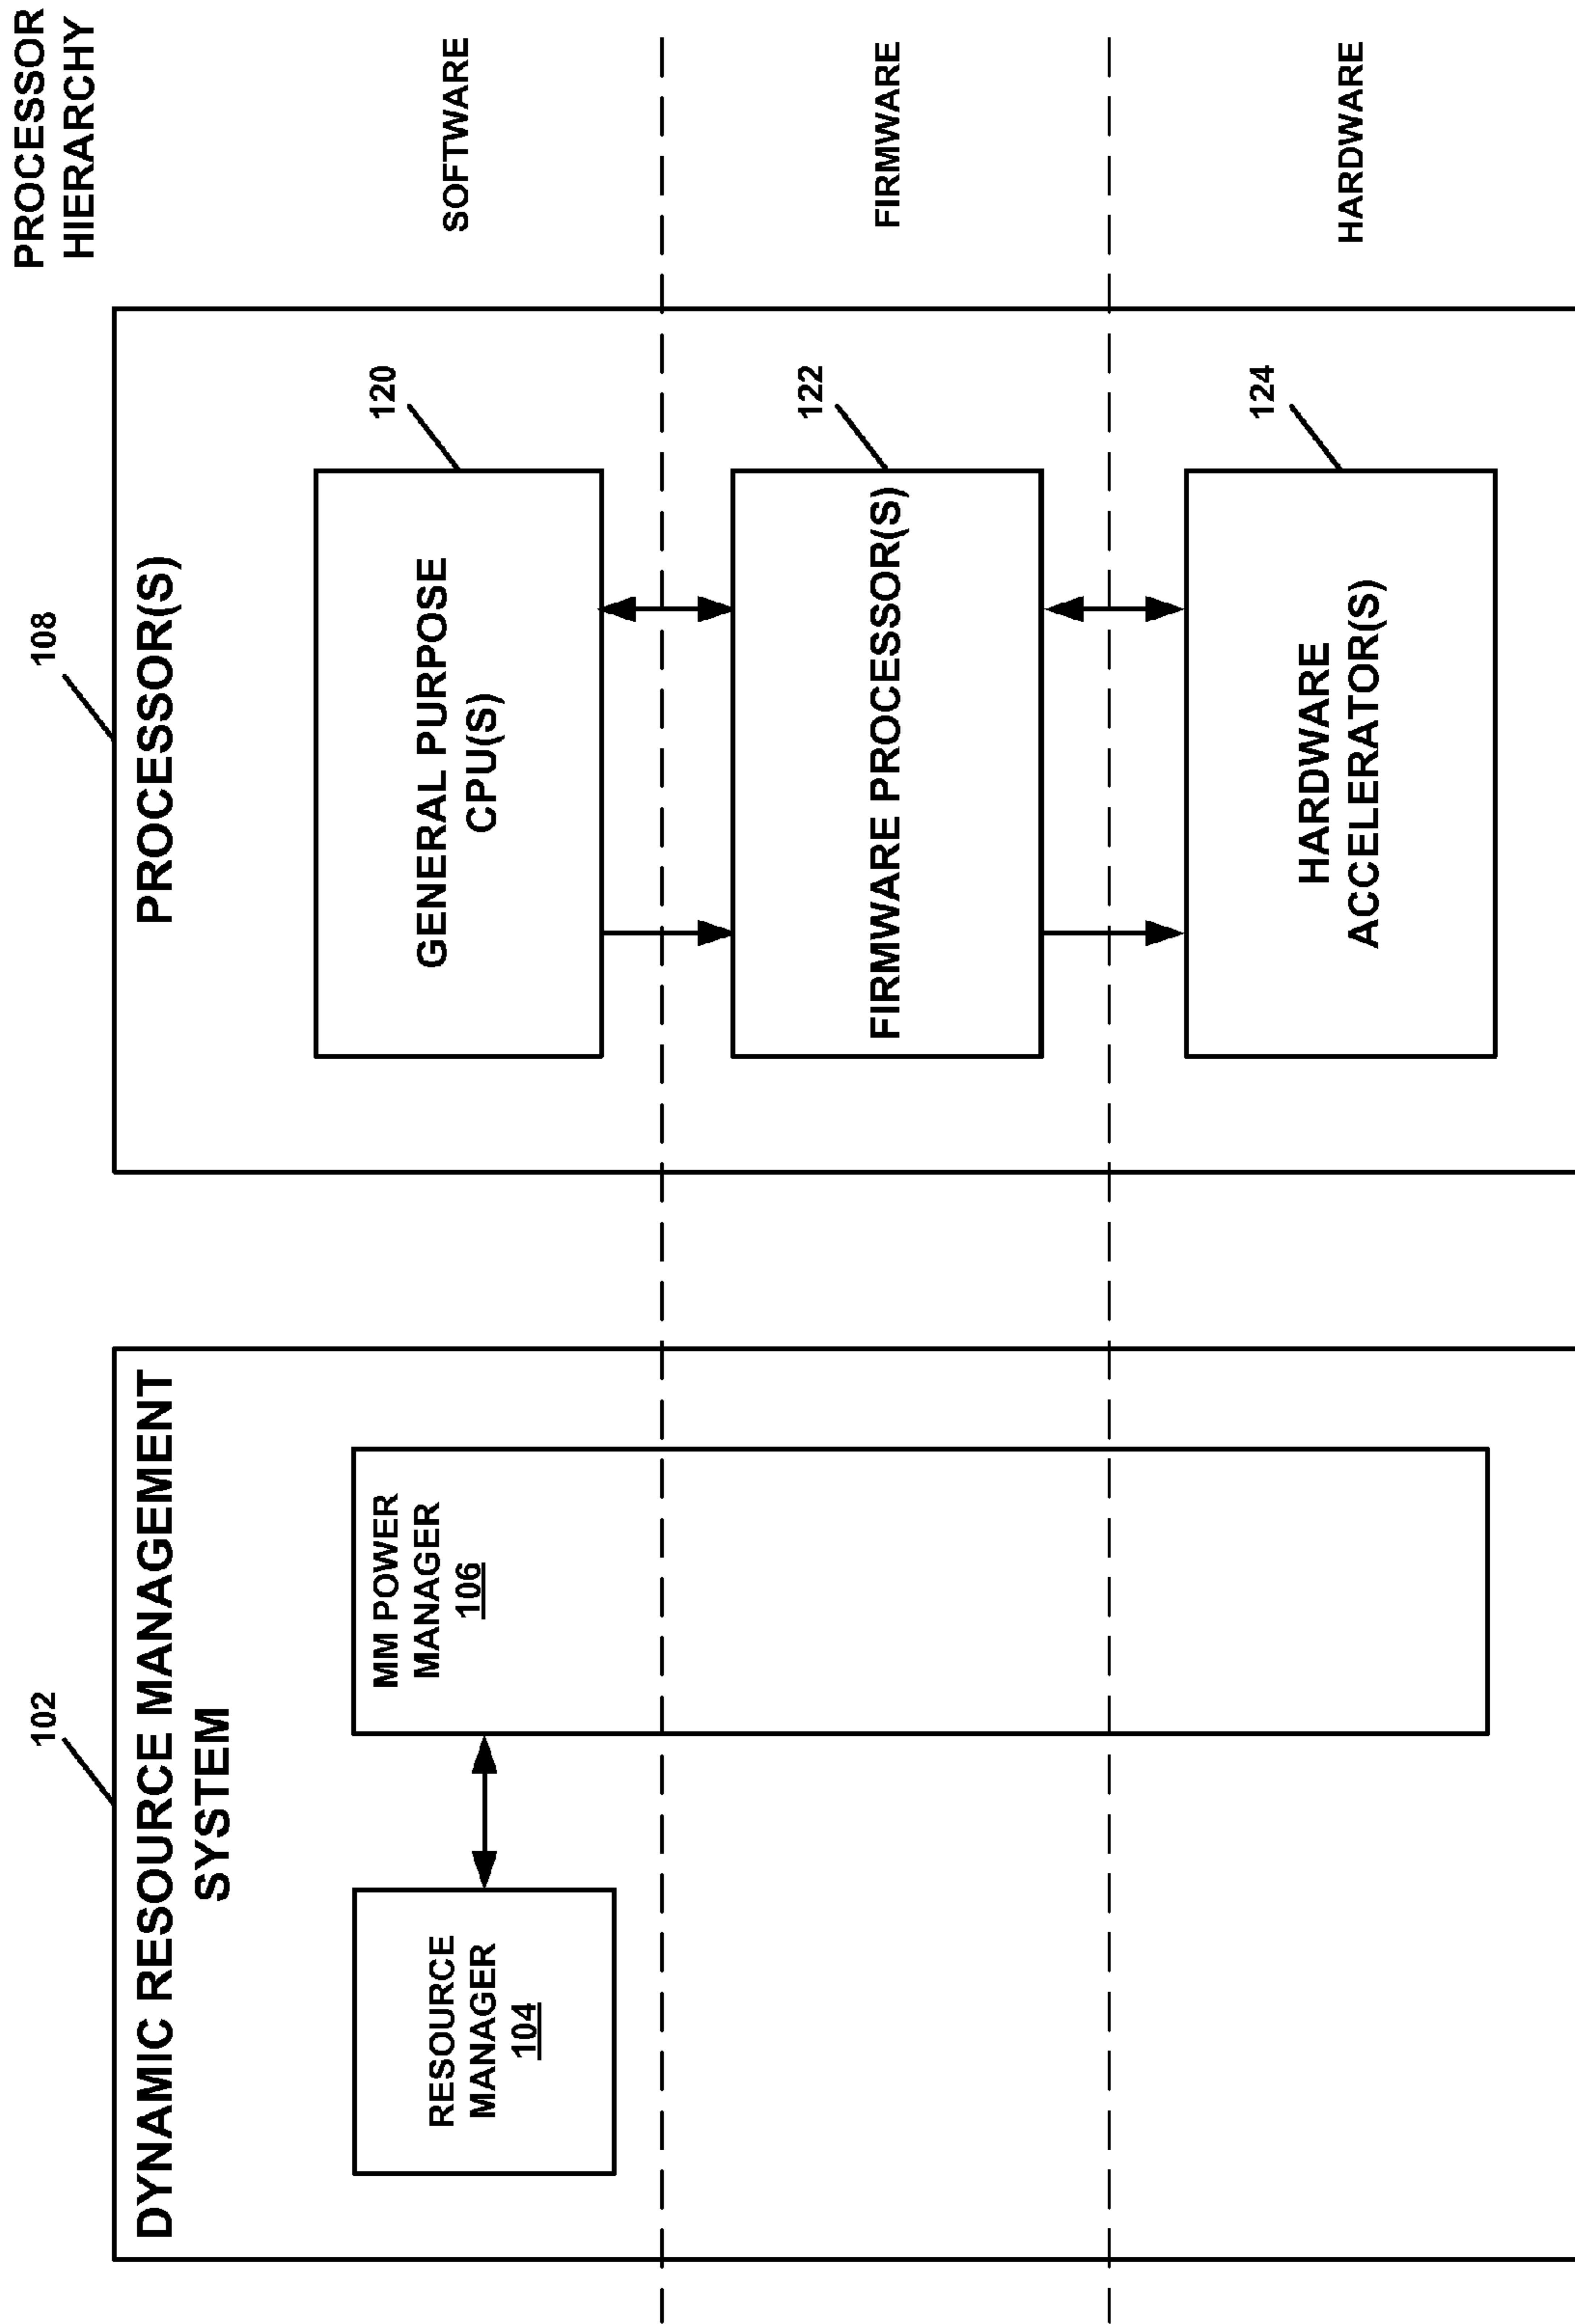 PROCESSOR
HIERARCHY
102
108
DYNAMIC RESOURCE MANAGEMENT
SYSTEM
PROCESSOR(S)
RESOURCE
MANAGER
104
MM POWER
MANAGER
106
GENERAL PURPOSE
CPU(S)
120
SOFTWARE
FIRMWARE PROCESSOR(S)
122
FIRMWARE
HARDWARE
ACCELERATOR(S)
124
HARDWARE